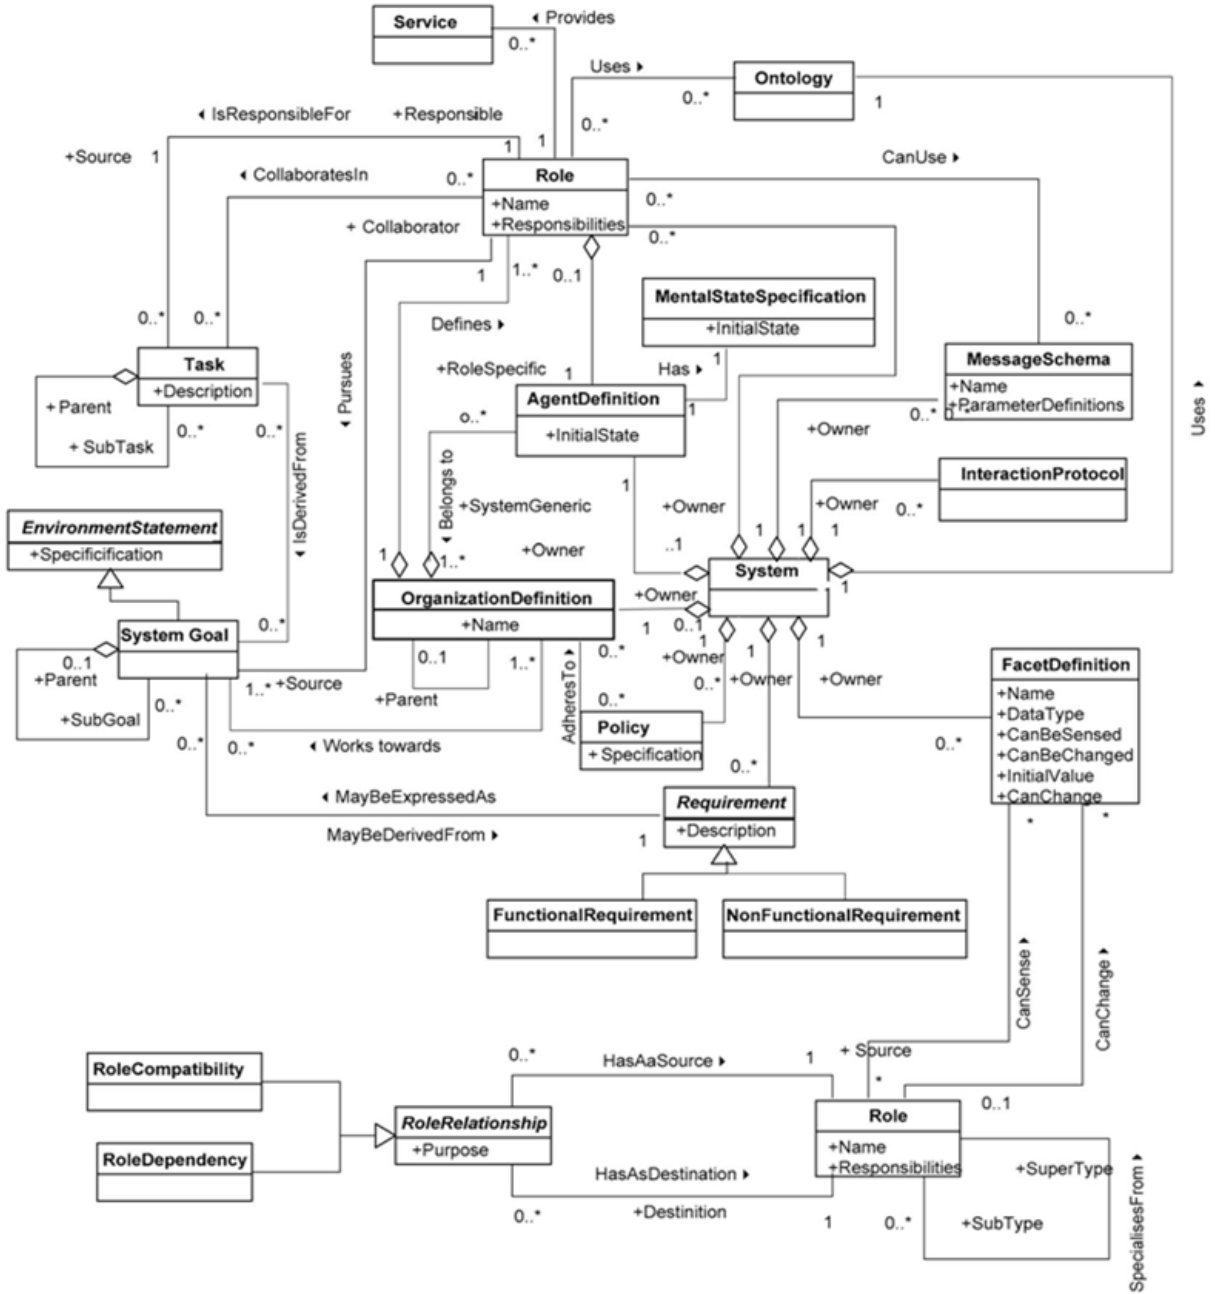 Service
◂ Provides
0..*
Uses ▸
Ontology
0..*
1
◂ IsResponsibleFor
+Responsible
0..*
1
+Source
1
1
CanUse ▸
◂ CollaboratesIn
0..*
Role
+Name
+Responsibilities
0..*
+ Collaborator
0..*
1
1..*
0..1
MentalStateSpecification
+InitialState
0..*
0..*
Defines ▸
0..*
◂ Pursues
Task
+Description
+ Parent
+ SubTask
0..*
0..*
+RoleSpecific
1
Has ▸
1
1
AgentDefinition
+InitialState
MessageSchema
+Name
+ParameterDefinitions
0..*
0..*
Uses ▸
o..*
+Owner
◂ IsDerivedFrom
◂ Belongs to
1
InteractionProtocol
+SystemGeneric
+Owner
+Owner
0..*
EnvironmentStatement
+Specificification
+Owner
1
1
1
1
1..*
..1
System
1
OrganizationDefinition
+Name
+Owner
1
0..1
1
1
1
0..*
System Goal
0..1
+Parent
+SubGoal
0..*
1..*
+Source
0..1
1..*
+Parent
0..*
+Owner
+Owner
+Owner
0..*
0..*
AdheresTo ▸
Policy
+ Specification
FacetDefinition
+Name
+DataType
+CanBeSensed
+CanBeChanged
+InitialValue
+CanChange
0..*
0..*
0..*
◂ Works towards
0..*
◂ MayBeExpressedAs
MayBeDerivedFrom ▸
1
Requirement
+Description
*
*
FunctionalRequirement
NonFunctionalRequirement
CanSense ▸
CanChange ▸
RoleCompatibility
0..*
HasAaSource ▸
1
+ Source
*
0..1
RoleRelationship
+Purpose
RoleDependency
Role
+Name
+Responsibilities
HasAsDestination ▸
+SuperType
0..*
+Destinition
1
0..*
+SubType
SpecialisesFrom ▸